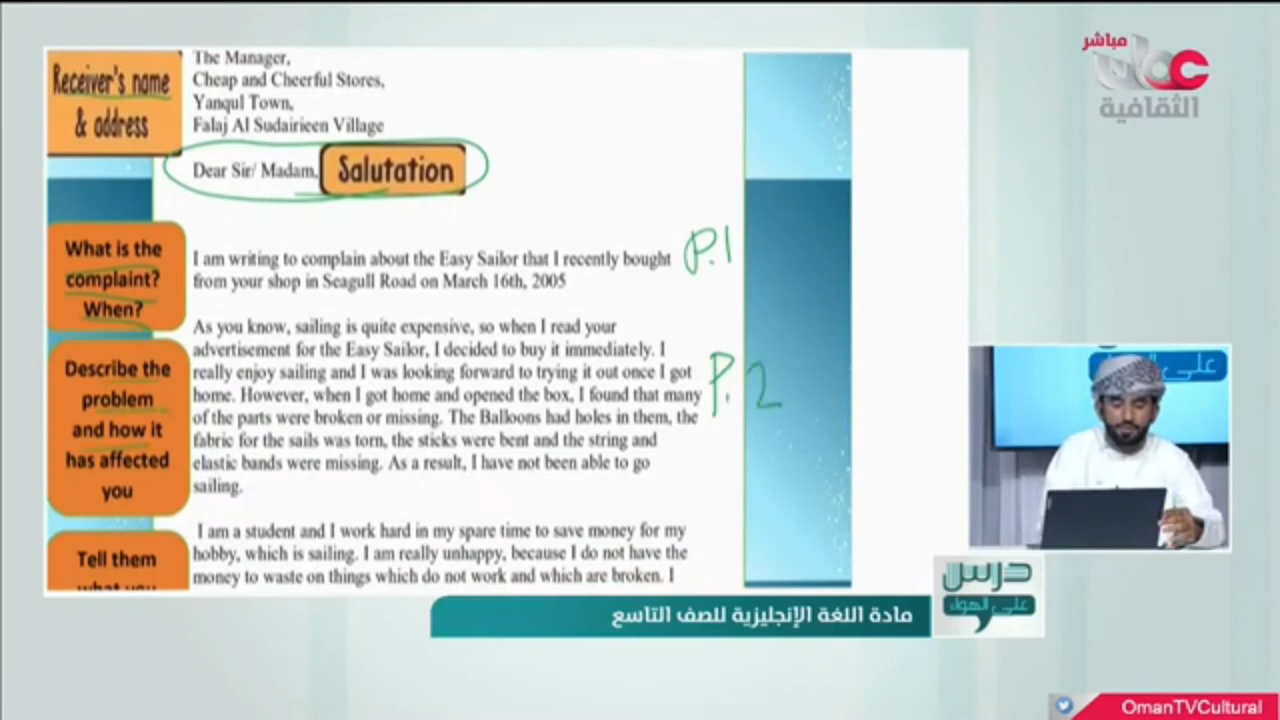 Receiver's name
& address
The Manager,
Cheap and Cheerful Stores,
Yanqul Town,
Falaj Al Sudairieen Village
Dear Sir/ Madam,
Salutation
What is the
complaint?
When?
I am writing to complain about the Easy Sailor that I recently bought
from your shop in Seagull Road on March 16th, 2005
P.1
Describe the
problem
and how it
has affected
you
As you know, sailing is quite expensive, so when I read your
advertisement for the Easy Sailor, I decided to buy it immediately. I
really enjoy sailing and I was looking forward to trying it out once I got
home. However, when I got home and opened the box, I found that many
of the parts were broken or missing. The Balloons had holes in them, the
fabric for the sails was torn, the sticks were bent and the string and
elastic bands were missing. As a result, I have not been able to go
sailing.
P.2
Tell them
what you
I am a student and I work hard in my spare time to save money for my
hobby, which is sailing. I am really unhappy, because I do not have the
money to waste on things which do not work and which are broken. I
مباشر
عمان
الثقافية
على الهواء
درس
على الهواء
مادة اللغة الإنجليزية للصف التاسع
OmanTVCultural